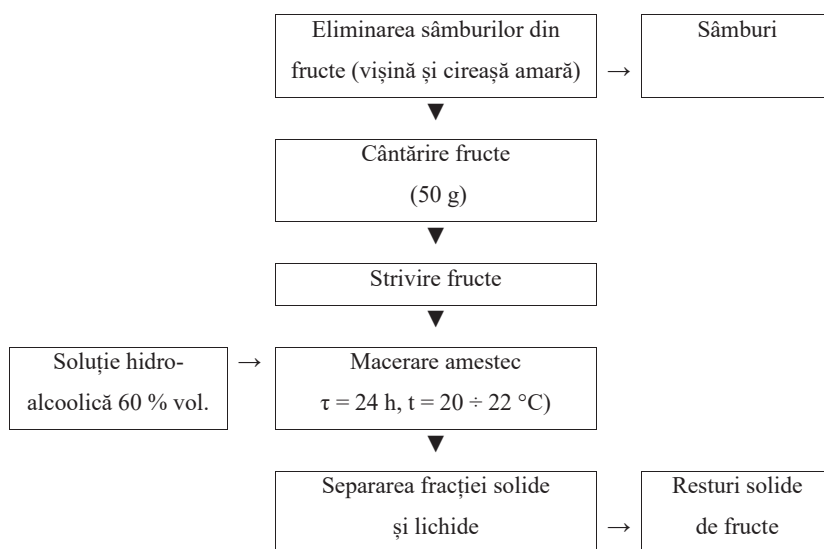 Eliminarea sâmburilor din
fructe (vișină și cireașă amară)
→
Sâmburi
▼
Cântărire fructe
(50 g)
▼
Strivire fructe
▼
Soluție hidro-
alcoolică 60 % vol.
→
Macerare amestec
τ = 24 h, t = 20 ÷ 22 °C)
▼
Separarea fracției solide
și lichide
→
Resturi solide
de fructe